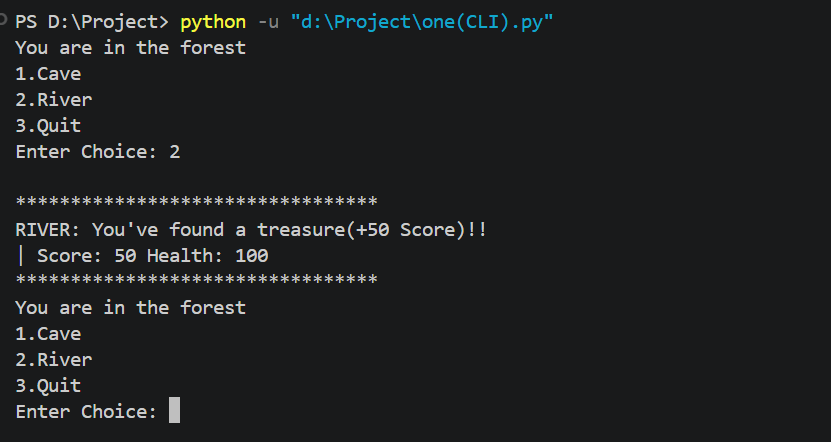 PS D:\Project> python -u "d:\Project\one(CLI).py"
You are in the forest
1.Cave
2.River
3.Quit
Enter Choice: 2
*********************************
RIVER: You've found a treasure(+50 Score)!!
| Score: 50 Health: 100
*********************************
You are in the forest
1.Cave
2.River
3.Quit
Enter Choice: